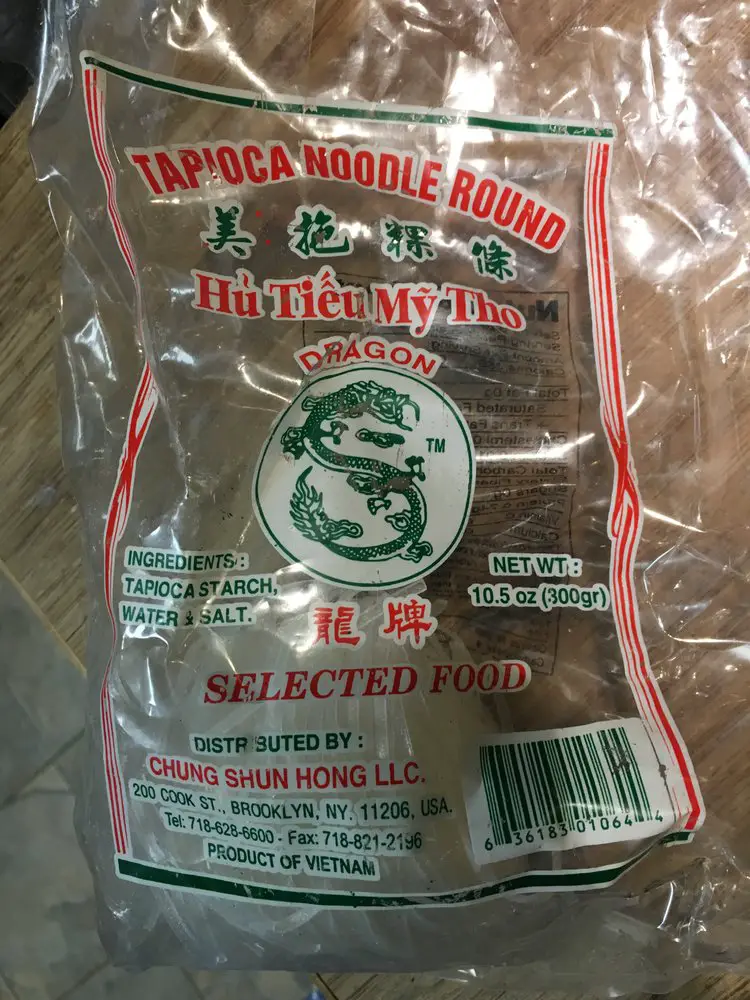 TAPIOCA NOODLE ROUND
美拖粿條
Hủ Tiếu Mỹ Tho
DRAGON
TM
INGREDIENTS:
TAPIOCA STARCH,
WATER & SALT.
NET WT:
10.5 oz (300gr)
龍牌
SELECTED FOOD
DISTRIBUTED BY :
CHUNG SHUN HONG LLC.
200 COOK ST., BROOKLYN, NY, 11206, USA.
Tel: 718-628-6600 - Fax: 718-821-2196
PRODUCT OF VIETNAM
6 36183 01064 4